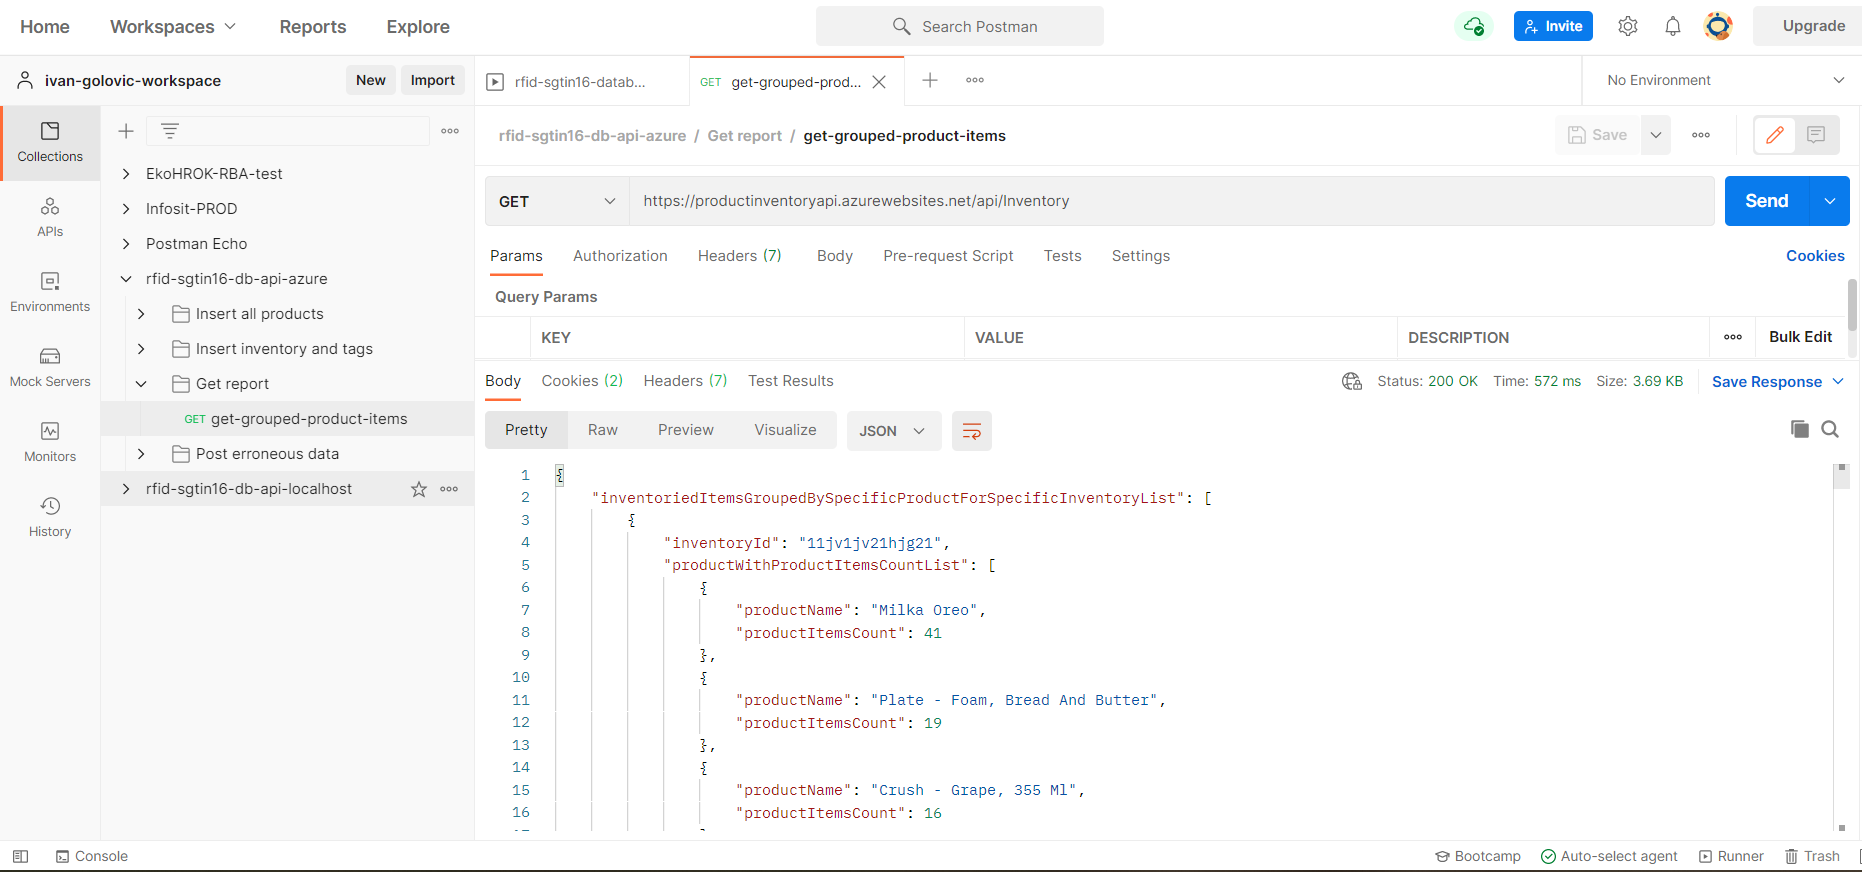 Home Workspaces Reports Explore Search Postman Invite Upgrade
ivan-golovic-workspace New Import
rfid-sgtin16-datab... GET get-grouped-prod... No Environment
Collections
APIs
Environments
Mock Servers
Monitors
History
EkoHROK-RBA-test
Infosit-PROD
Postman Echo
rfid-sgtin16-db-api-azure
Insert all products
Insert inventory and tags
Get report
GET get-grouped-product-items
Post erroneous data
rfid-sgtin16-db-api-localhost
rfid-sgtin16-db-api-azure / Get report / get-grouped-product-items Save
GET https://productinventoryapi.azurewebsites.net/api/Inventory Send
Params Authorization Headers (7) Body Pre-request Script Tests Settings Cookies
Query Params
KEY VALUE DESCRIPTION Bulk Edit
Body Cookies (2) Headers (7) Test Results Status: 200 OK Time: 572 ms Size: 3.69 KB Save Response
Pretty Raw Preview Visualize JSON
1 {
2 "inventoriedItemsGroupedBySpecificProductForSpecificInventoryList": [
3 {
4 "inventoryId": "11jv1jv21hjg21",
5 "productWithProductItemsCountList": [
6 {
7 "productName": "Milka Oreo",
8 "productItemsCount": 41
9 },
10 {
11 "productName": "Plate - Foam, Bread And Butter",
12 "productItemsCount": 19
13 },
14 {
15 "productName": "Crush - Grape, 355 Ml",
16 "productItemsCount": 16
Console Bootcamp Auto-select agent Runner Trash